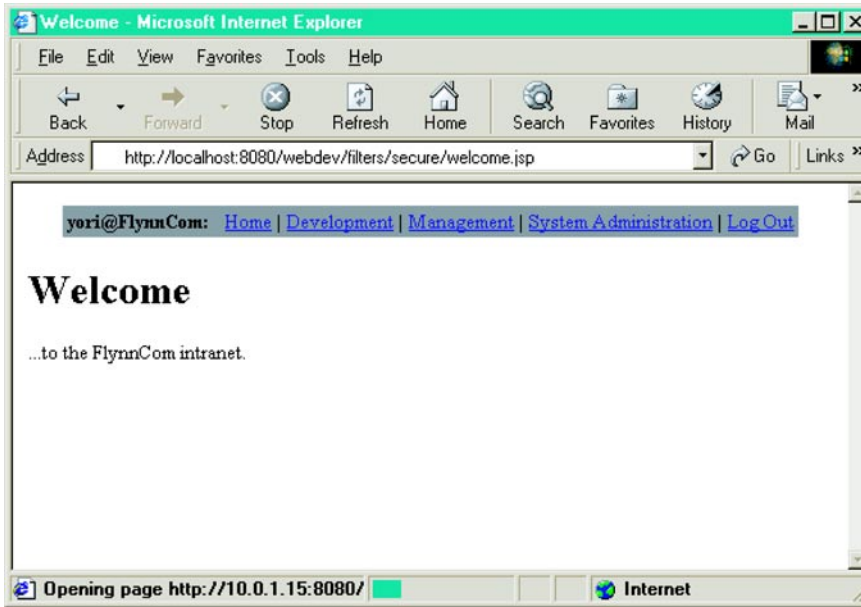 Welcome - Microsoft Internet Explorer
File Edit View Favorites Tools Help
Back Forward Stop Refresh Home Search Favorites History Mail »
Address http://localhost:8080/webdev/filters/secure/welcome.jsp Go Links »
yori@FlynnCom: Home | Development | Management | System Administration | Log Out
Welcome
...to the FlynnCom intranet.
Opening page http://10.0.1.15:8080/ Internet